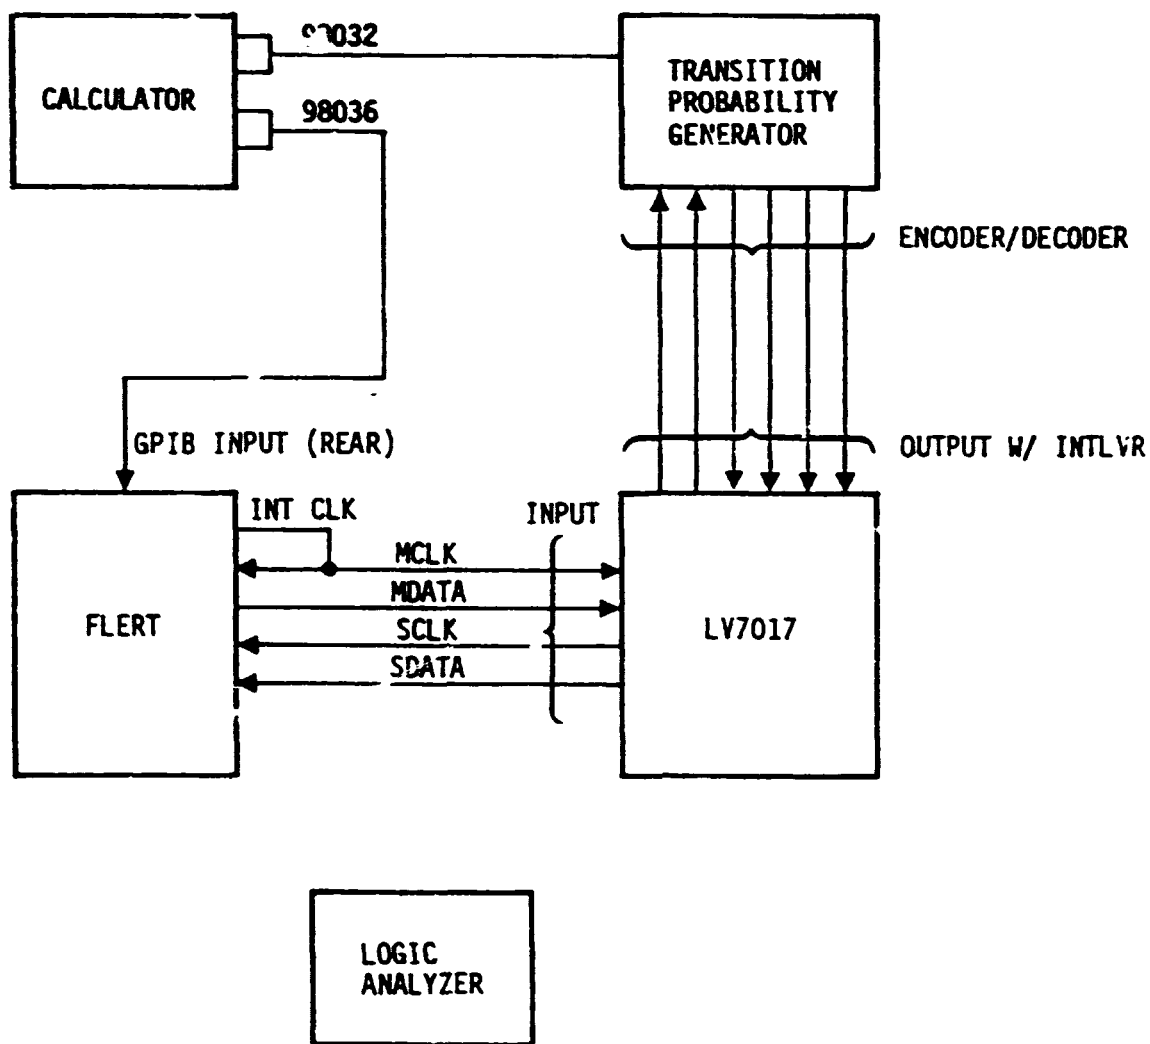 TRANSITION
PROBABILITY
GENERATOR
CALCULATOR
98036
ENCODER/DECODER
GPIB INPUT (REAR)
OUTPUT W/ INTLVR
INT CLK
INPUT
MCLK
MDATA
FLERT
SCLK
LV7017
SDATA
LOGIC
ANALYZER